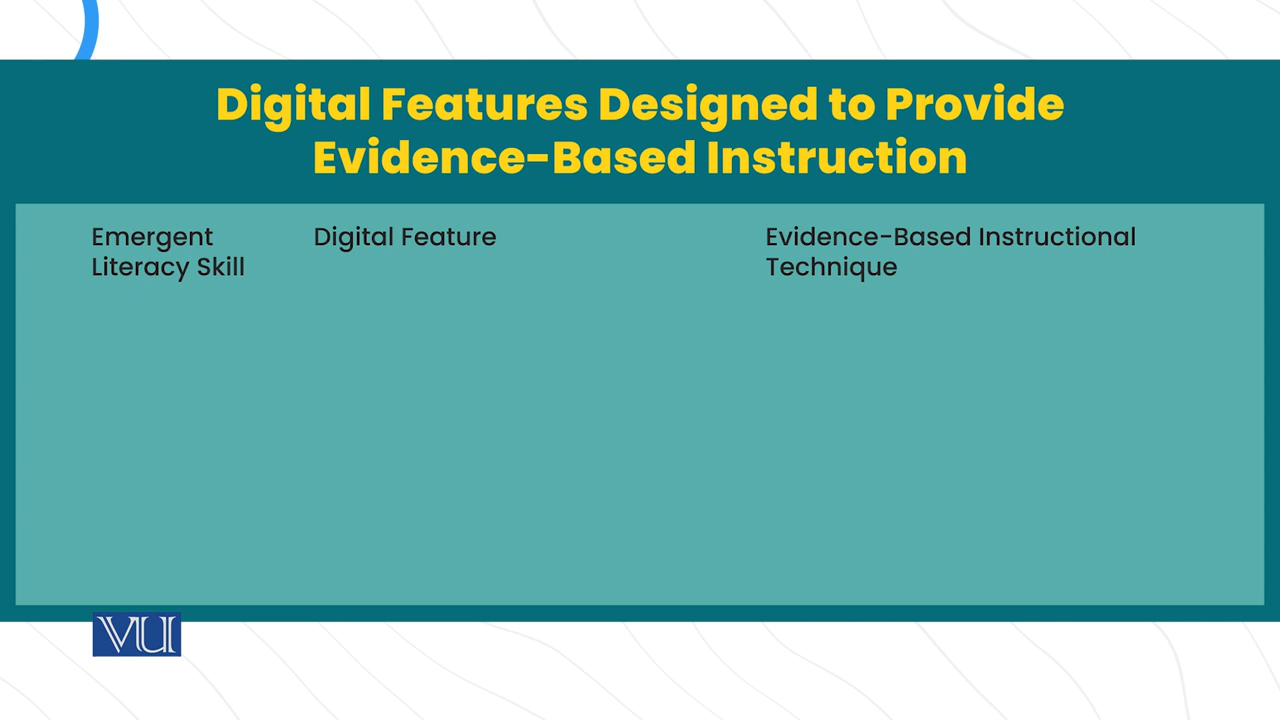 Digital Features Designed to Provide
Evidence-Based Instruction
Emergent
Literacy Skill
Digital Feature
Evidence-Based Instructional
Technique
VU